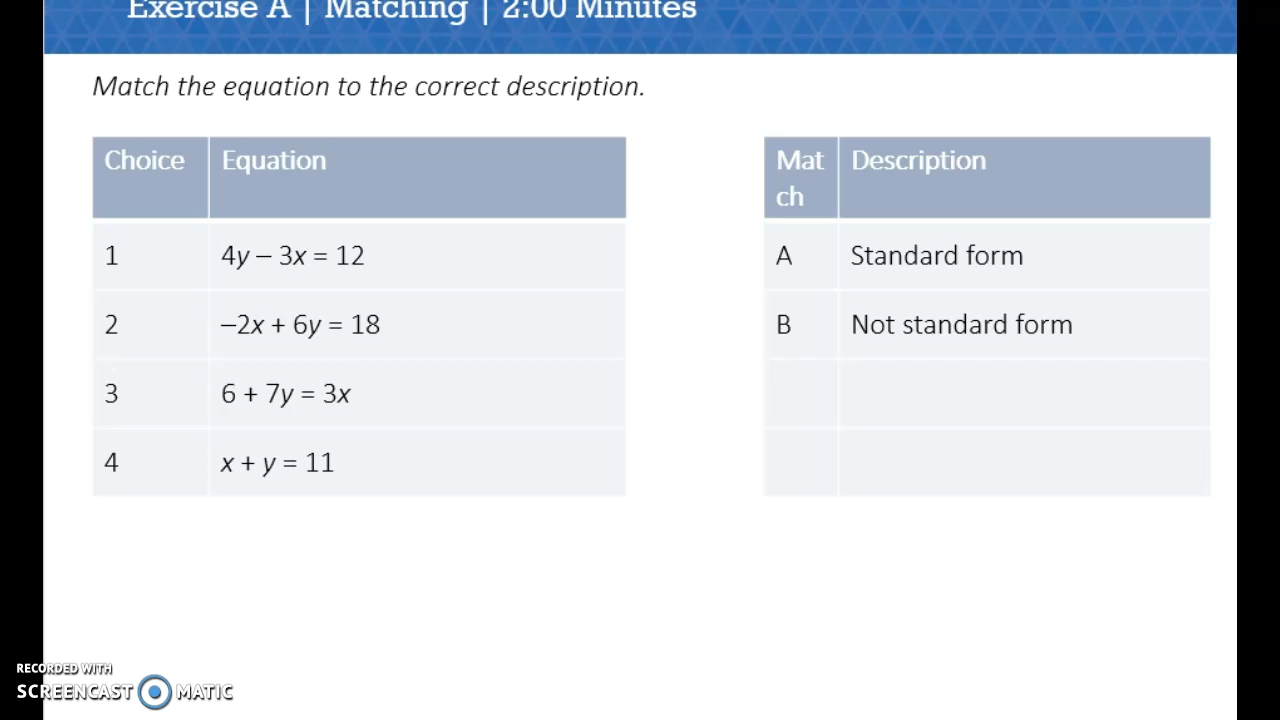 Exercise A | Matching | 2:00 Minutes
Match the equation to the correct description.
Choice Equation
1 4y – 3x = 12
2 –2x + 6y = 18
3 6 + 7y = 3x
4 x + y = 11
Mat
ch Description
A Standard form
B Not standard form
RECORDED WITH
SCREENCAST MATIC